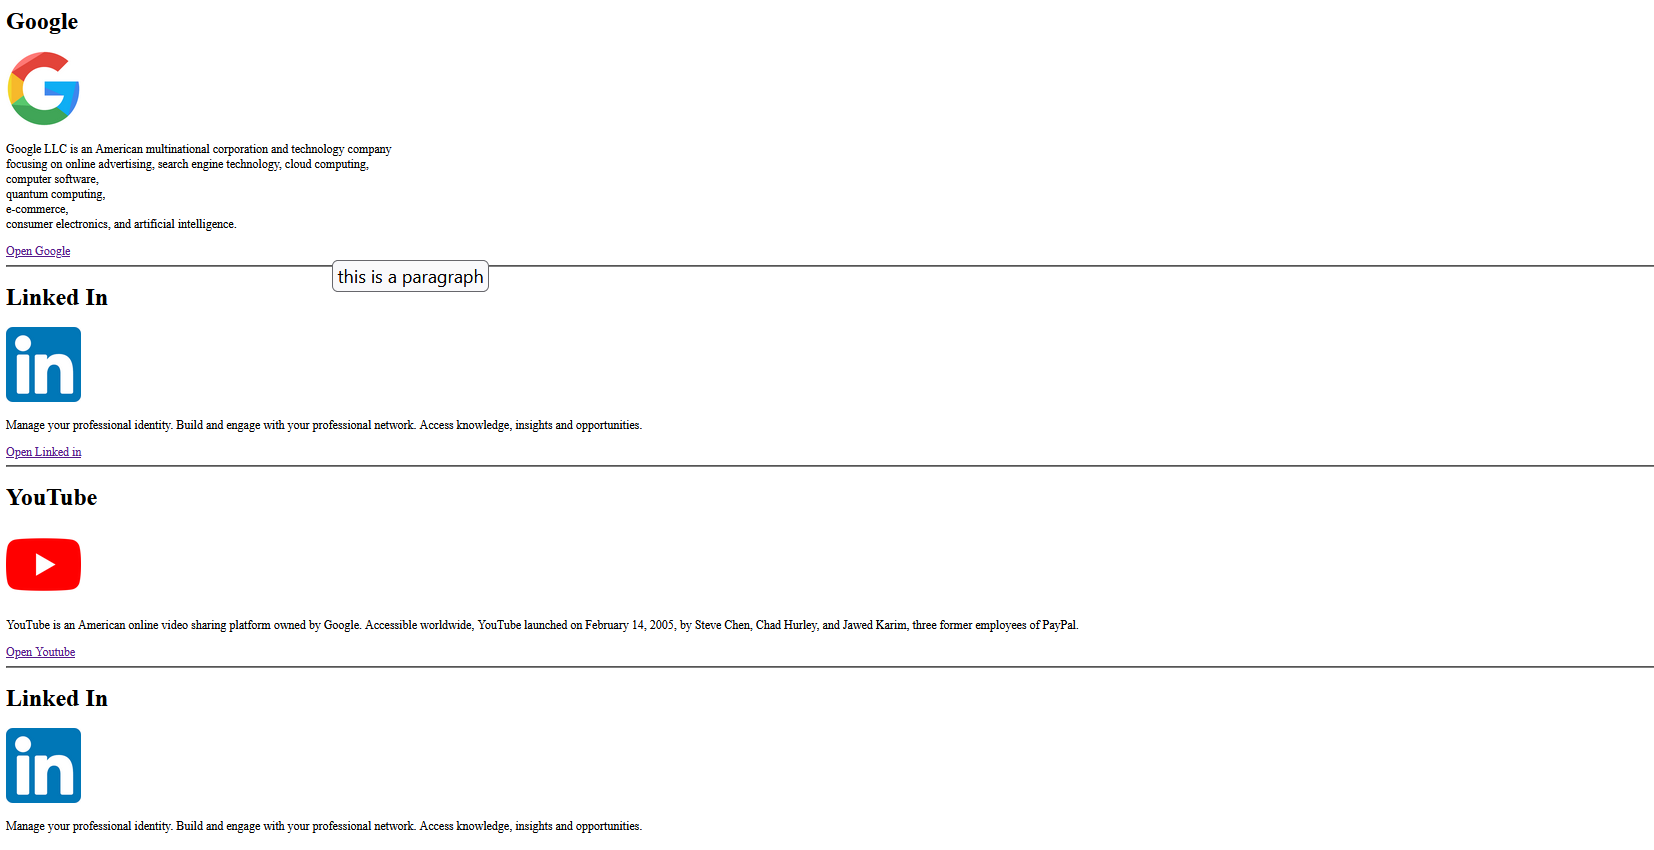 Google
Google LLC is an American multinational corporation and technology company
focusing on online advertising, search engine technology, cloud computing,
computer software,
quantum computing,
e-commerce,
consumer electronics, and artificial intelligence.
Open Google
this is a paragraph
Linked In
in
Manage your professional identity. Build and engage with your professional network. Access knowledge, insights and opportunities.
Open Linked in
YouTube
YouTube is an American online video sharing platform owned by Google. Accessible worldwide, YouTube launched on February 14, 2005, by Steve Chen, Chad Hurley, and Jawed Karim, three former employees of PayPal.
Open Youtube
Linked In
in
Manage your professional identity. Build and engage with your professional network. Access knowledge, insights and opportunities.